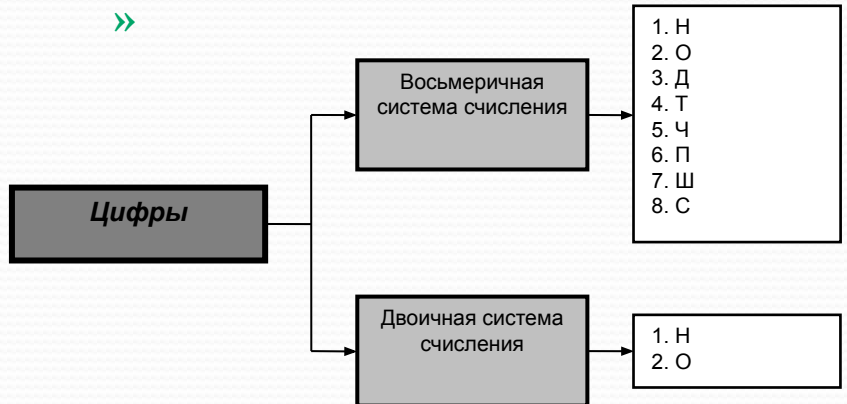 »
Цифры
Восьмеричная
система счисления
1. Н
2. О
3. Д
4. Т
5. Ч
6. П
7. Ш
8. С
Двоичная система
счисления
1. Н
2. О